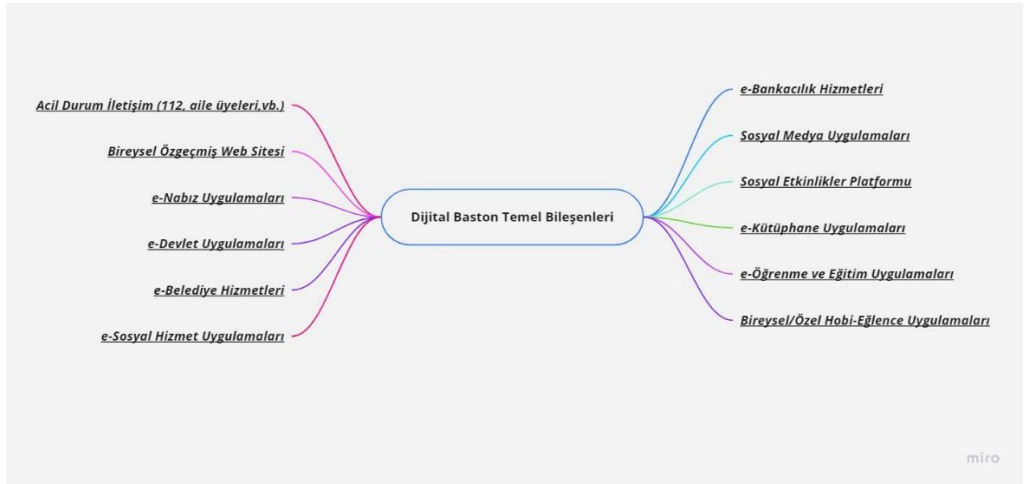 Acil Durum İletişim (112, aile üyeleri,vb.)
Bireysel Özgeçmiş Web Sitesi
e-Nabız Uygulamaları
e-Devlet Uygulamaları
e-Belediye Hizmetleri
e-Sosyal Hizmet Uygulamaları
Dijital Baston Temel Bileşenleri
e-Bankacılık Hizmetleri
Sosyal Medya Uygulamaları
Sosyal Etkinlikler Platformu
e-Kütüphane Uygulamaları
e-Öğrenme ve Eğitim Uygulamaları
Bireysel/Özel Hobi-Eğlence Uygulamaları
miro